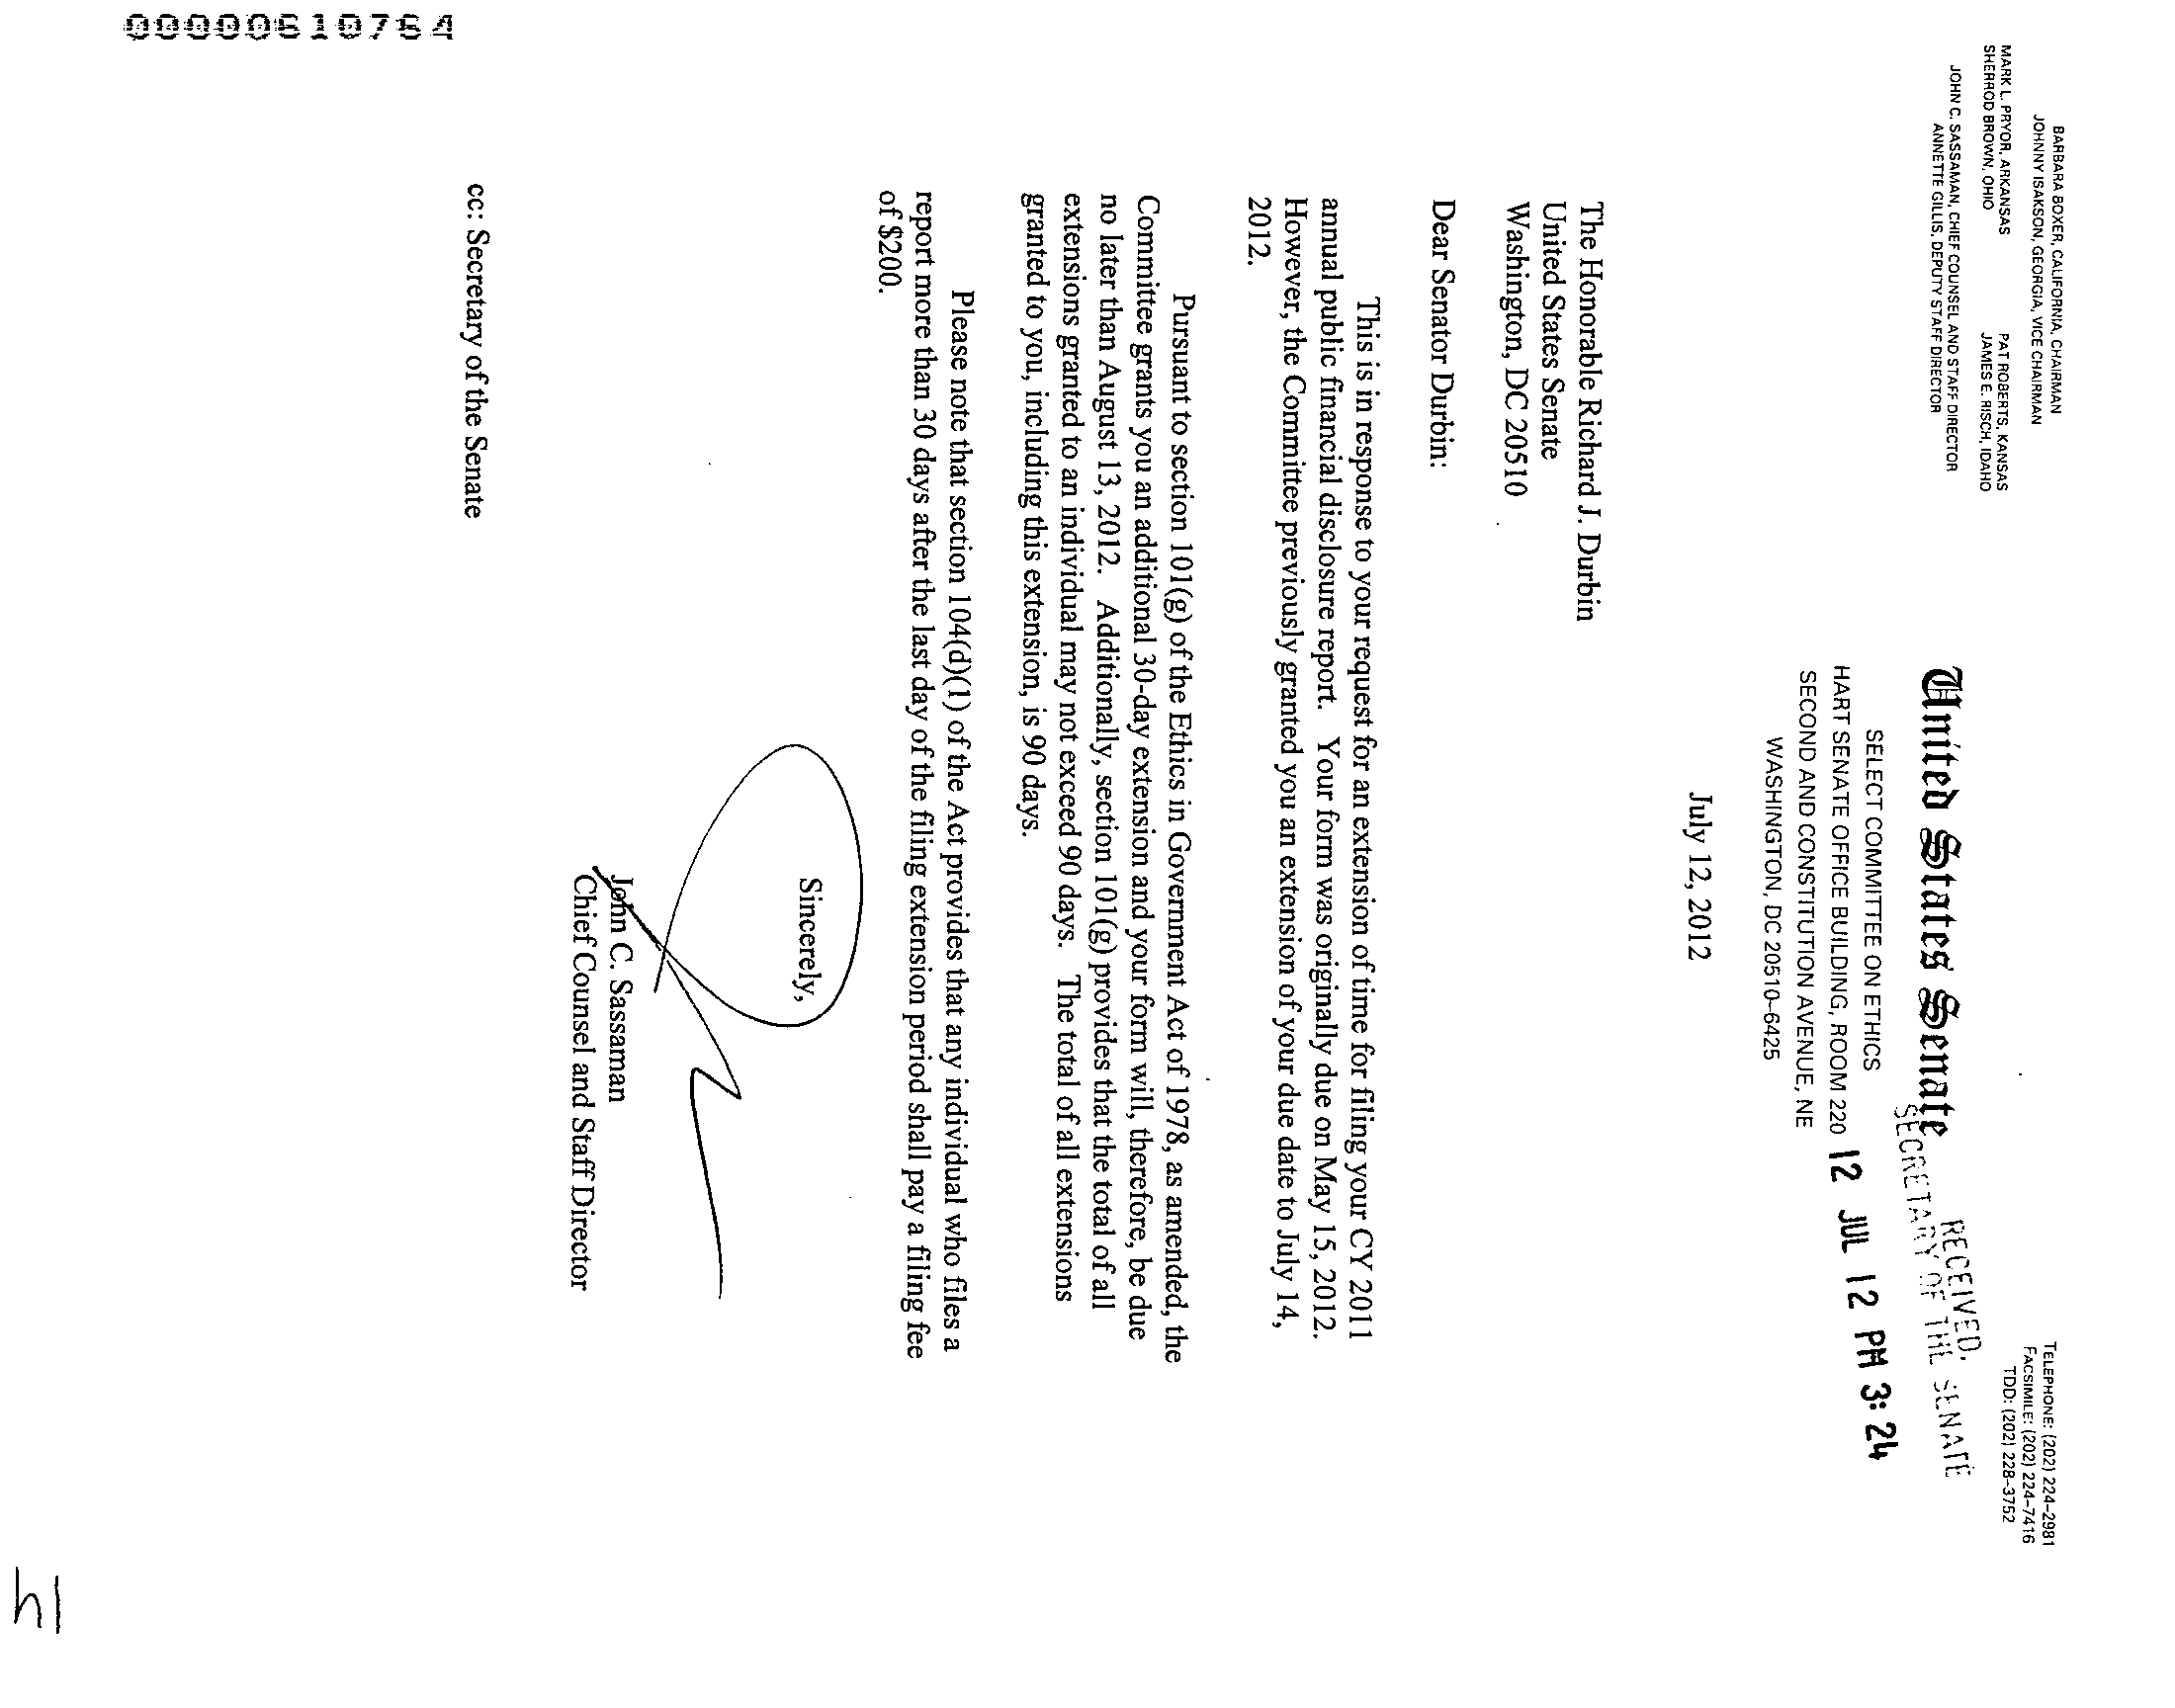 BARBARA BOXER, CALIFORNIA, CHAIRMAN
JOHNNY ISAKSON, GEORGIA, VICE CHAIRMAN
MARK L. PRYOR, ARKANSAS PAT ROBERTS, KANSAS
SHERROD BROWN, OHIO JAMES E. RISCH, IDAHO
JOHN C. SASSAMAN, CHIEF COUNSEL AND STAFF DIRECTOR
ANNETTE GILLIS, DEPUTY STAFF DIRECTOR
TELEPHONE: (202) 224–2981
FACSIMILE: (202) 224–7416
TDD: (202) 228–3752
United States Senate
SELECT COMMITTEE ON ETHICS
HART SENATE OFFICE BUILDING, ROOM 220
SECOND AND CONSTITUTION AVENUE, NE
WASHINGTON, DC 20510–6425
RECEIVED
SECRETARY OF THE SENATE
12 JUL 12 PM 3:24
July 12, 2012
The Honorable Richard J. Durbin
United States Senate
Washington, DC 20510
Dear Senator Durbin:
This is in response to your request for an extension of time for filing your CY 2011
annual public financial disclosure report. Your form was originally due on May 15, 2012.
However, the Committee previously granted you an extension of your due date to July 14,
2012.
Pursuant to section 101(g) of the Ethics in Government Act of 1978, as amended, the
Committee grants you an additional 30-day extension and your form will, therefore, be due
no later than August 13, 2012. Additionally, section 101(g) provides that the total of all
extensions granted to an individual may not exceed 90 days. The total of all extensions
granted to you, including this extension, is 90 days.
Please note that section 104(d)(1) of the Act provides that any individual who files a
report more than 30 days after the last day of the filing extension period shall pay a filing fee
of $200.
Sincerely,
John C. Sassaman
Chief Counsel and Staff Director
cc: Secretary of the Senate
00000610764
14